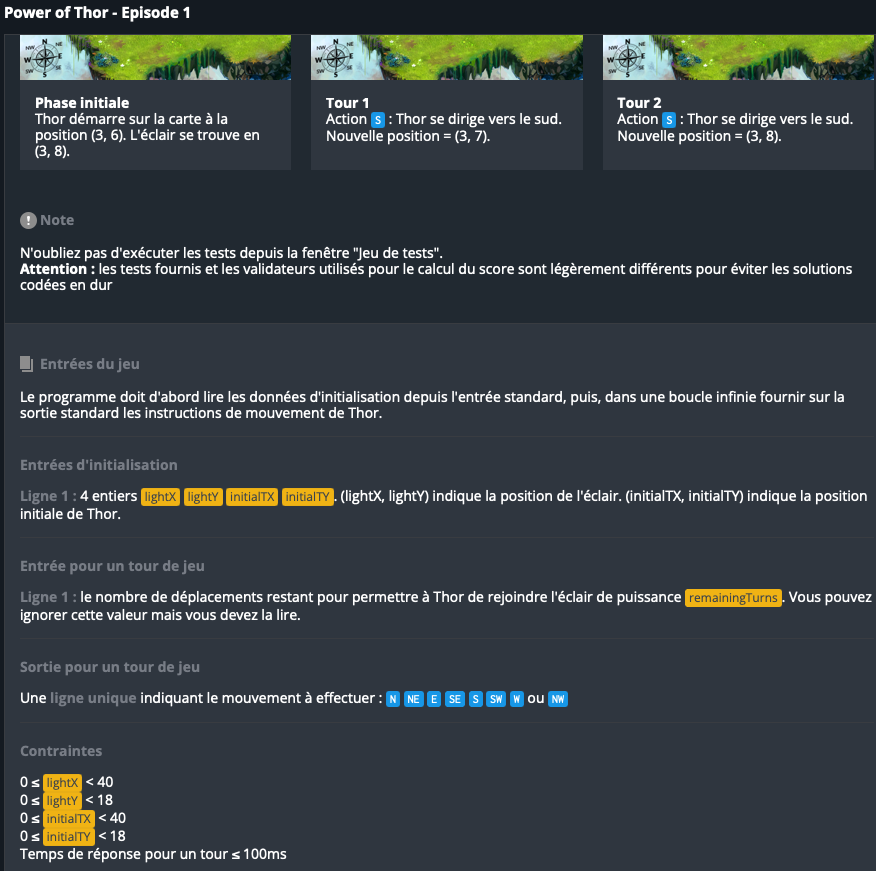 Power of Thor - Episode 1
N NE E SE S SW W NW
N NE E SE S SW W NW
N NE E SE S SW W NW
Phase initiale
Thor démarre sur la carte à la
position (3, 6). L'éclair se trouve en
(3, 8).
Tour 1
Action S : Thor se dirige vers le sud.
Nouvelle position = (3, 7).
Tour 2
Action S : Thor se dirige vers le sud.
Nouvelle position = (3, 8).
! Note
N'oubliez pas d'exécuter les tests depuis la fenêtre "Jeu de tests".
Attention : les tests fournis et les validateurs utilisés pour le calcul du score sont légèrement différents pour éviter les solutions
codées en dur
Entrées du jeu
Le programme doit d'abord lire les données d'initialisation depuis l'entrée standard, puis, dans une boucle infinie fournir sur la
sortie standard les instructions de mouvement de Thor.
Entrées d'initialisation
Ligne 1 : 4 entiers lightX lightY initialTX initialTY. (lightX, lightY) indique la position de l'éclair. (initialTX, initialTY) indique la position
initiale de Thor.
Entrée pour un tour de jeu
Ligne 1 : le nombre de déplacements restant pour permettre à Thor de rejoindre l'éclair de puissance remainingTurns. Vous pouvez
ignorer cette valeur mais vous devez la lire.
Sortie pour un tour de jeu
Une ligne unique indiquant le mouvement à effectuer : N NE E SE S SW W ou NW
Contraintes
0 ≤ lightX < 40
0 ≤ lightY < 18
0 ≤ initialTX < 40
0 ≤ initialTY < 18
Temps de réponse pour un tour ≤ 100ms